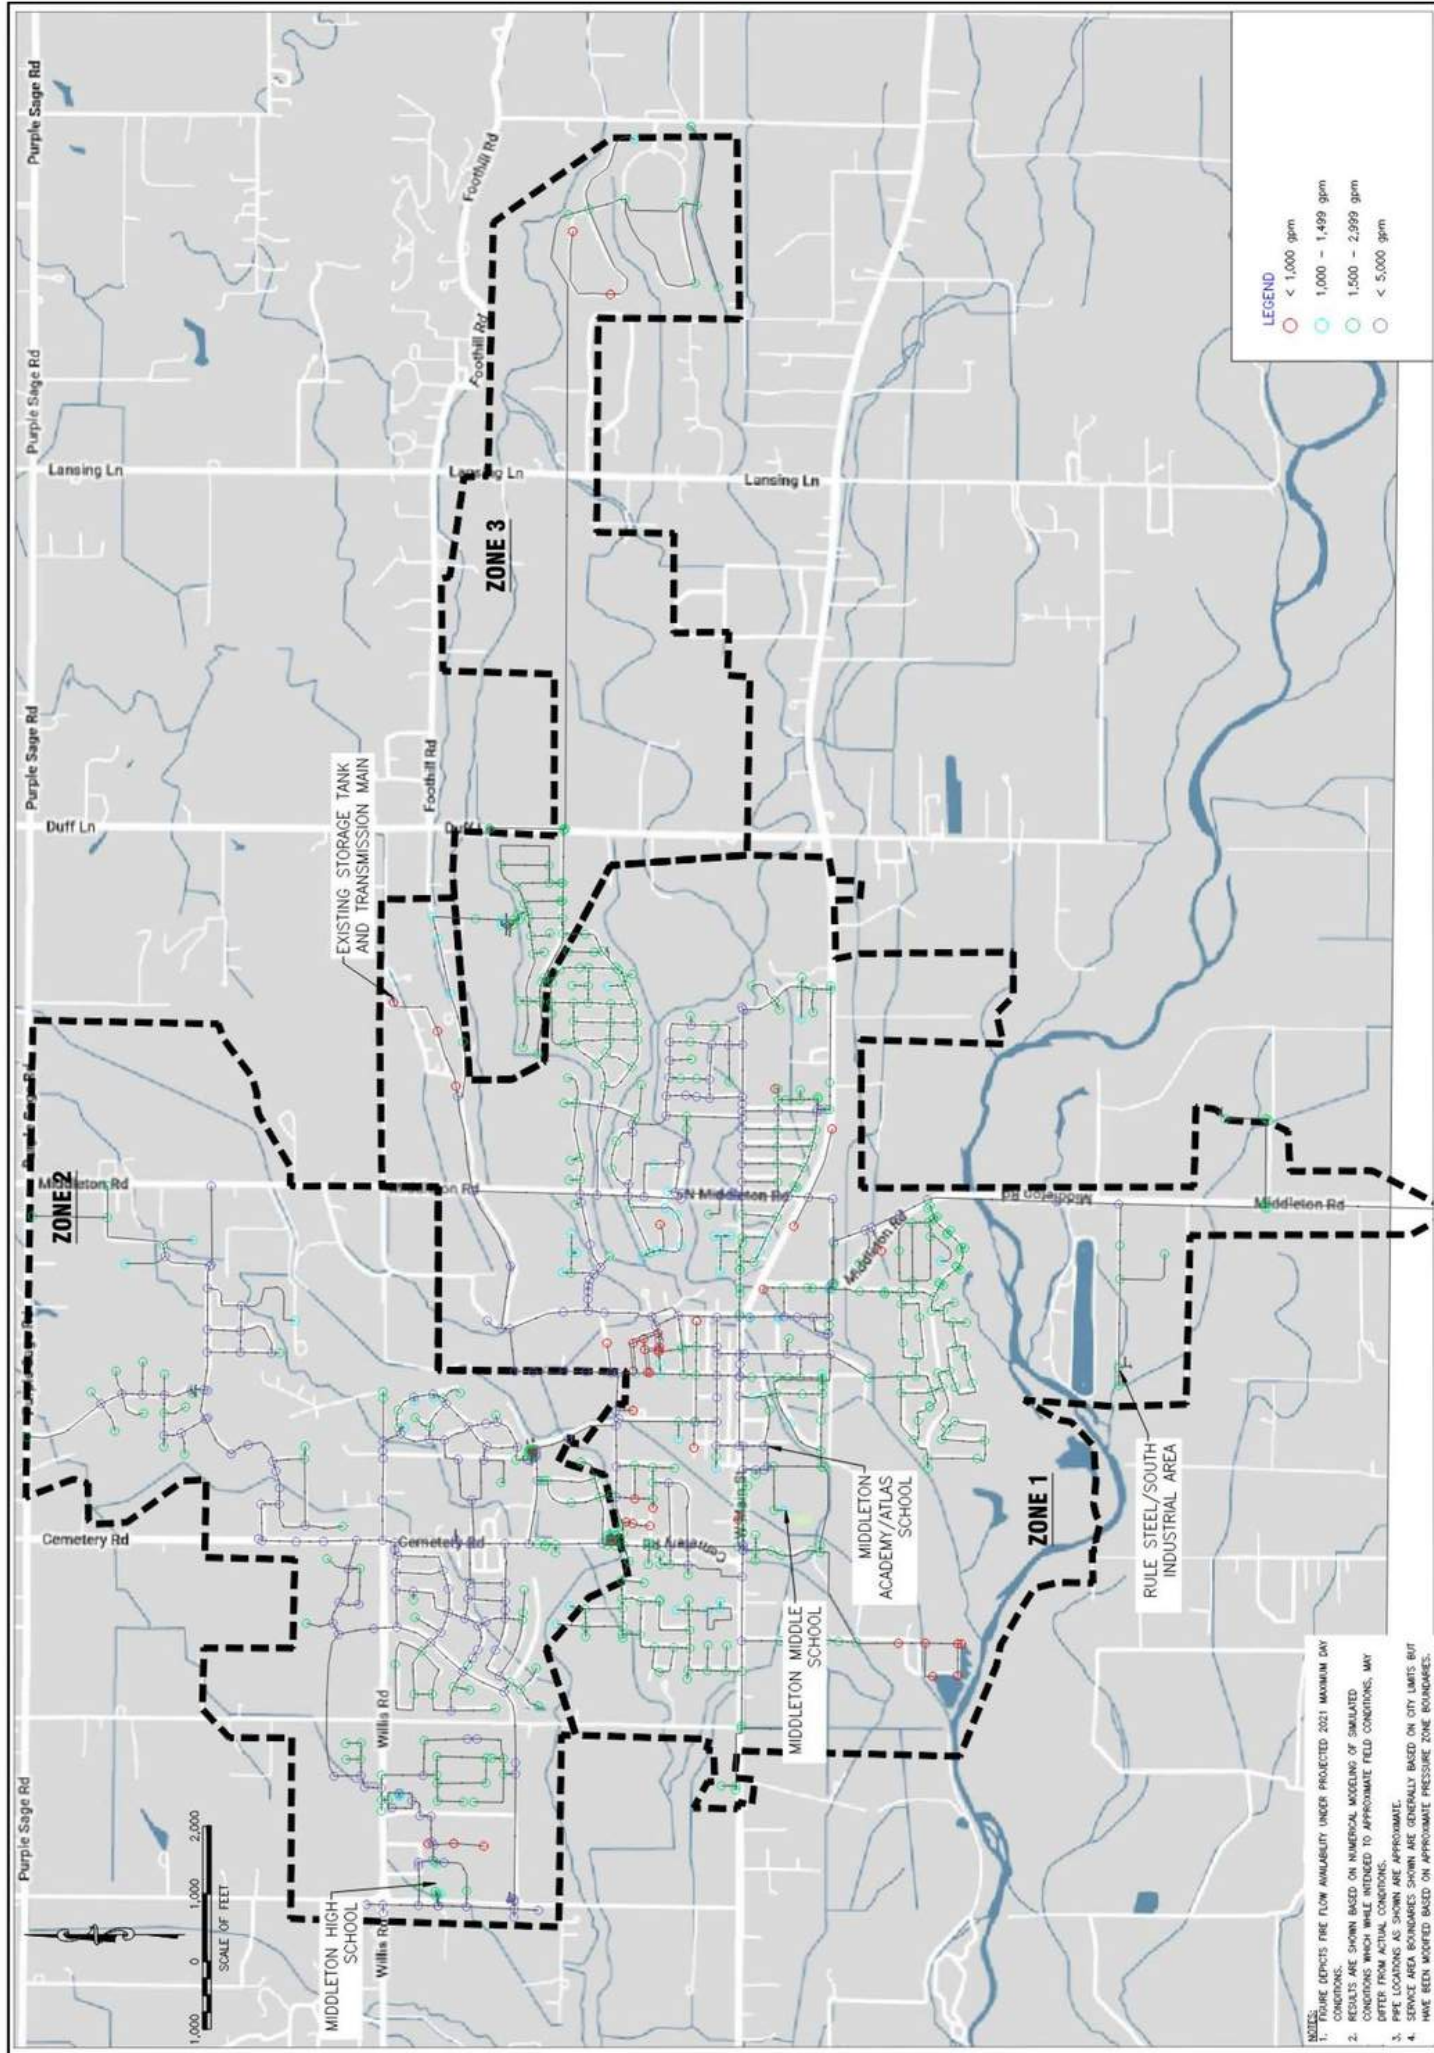 Purple Sage Rd
Purple Sage Rd
Purple Sage Rd
Purple Sage Rd
Foothill Rd
Foothill Rd
Foothill Rd
Lansing Ln
Lansing Ln
Lansing Ln
ZONE 3
Duff Ln
EXISTING STORAGE TANK
AND TRANSMISSION MAIN
ZONE 2
Middleton Rd
N Middleton Rd
Middleton Rd
Middleton Rd
Middleton Rd
Cemetery Rd
Cemetery Rd
Cemetery Rd
W Main St
Willis Rd
Willis Rd
MIDDLETON HIGH
SCHOOL
MIDDLETON MIDDLE
SCHOOL
MIDDLETON
ACADEMY/ATLAS
SCHOOL
ZONE 1
RULE STEEL/SOUTH
INDUSTRIAL AREA
1,000 0 1,000 2,000
SCALE OF FEET
LEGEND
< 1,000 gpm
1,000 - 1,499 gpm
1,500 - 2,999 gpm
< 5,000 gpm
NOTES:
1. FIGURE DEPICTS FIRE FLOW AVAILABILITY UNDER PROJECTED 2021 MAXIMUM DAY
CONDITIONS.
2. RESULTS ARE SHOWN BASED ON NUMERICAL MODELING OF SIMULATED
CONDITIONS WHICH WHILE INTENDED TO APPROXIMATE FIELD CONDITIONS, MAY
DIFFER FROM ACTUAL CONDITIONS.
3. PIPE LOCATIONS AS SHOWN ARE APPROXIMATE.
4. SERVICE AREA BOUNDARIES SHOWN ARE GENERALLY BASED ON CITY LIMITS BUT
HAVE BEEN MODIFIED BASED ON APPROXIMATE PRESSURE ZONE BOUNDARIES.